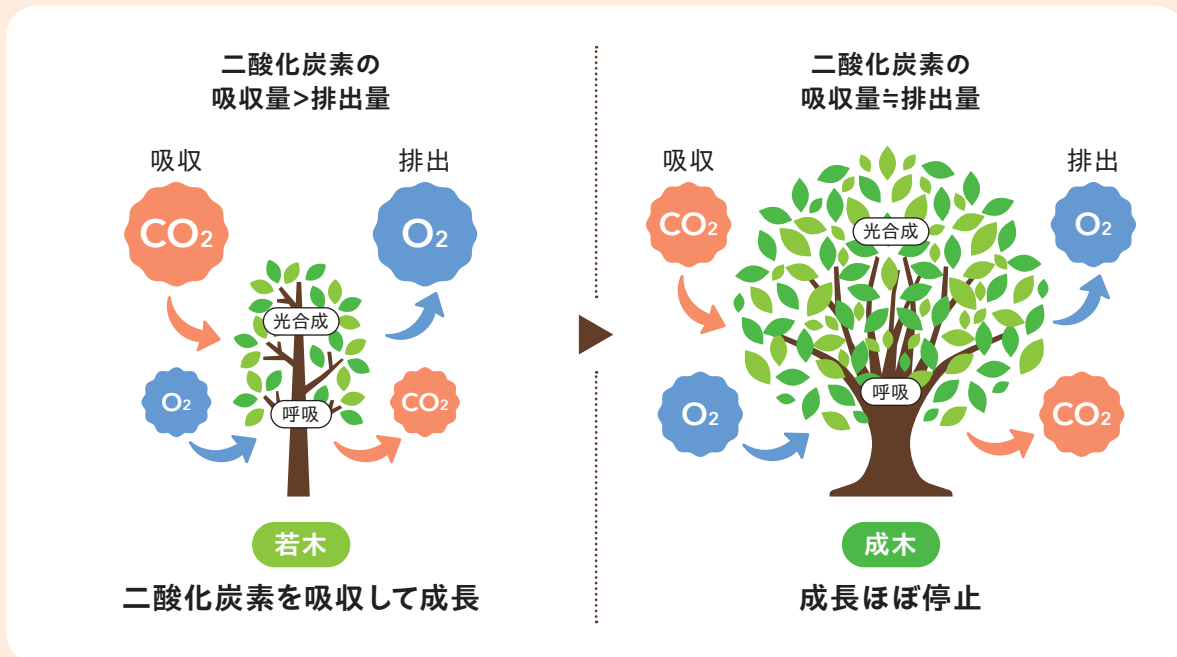 二酸化炭素の
吸収量>排出量
吸収
排出
CO2
O2
光合成
O2
CO2
呼吸
若木
二酸化炭素を吸収して成長
二酸化炭素の
吸収量≒排出量
吸収
排出
CO2
O2
光合成
呼吸
O2
CO2
成木
成長ほぼ停止